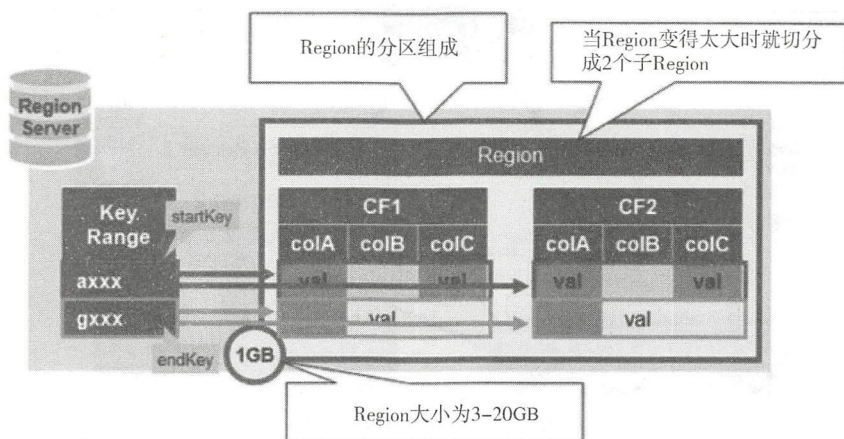 Region的分区组成
当Region变得太大时就切分
成2个子Region
Region
Server
Region
Key
Range
startKey
CF1
CF2
colA colB colC
colA colB colC
axxx
val
val
val
val
gxxx
val
val
endKey
1GB
Region大小为3-20GB